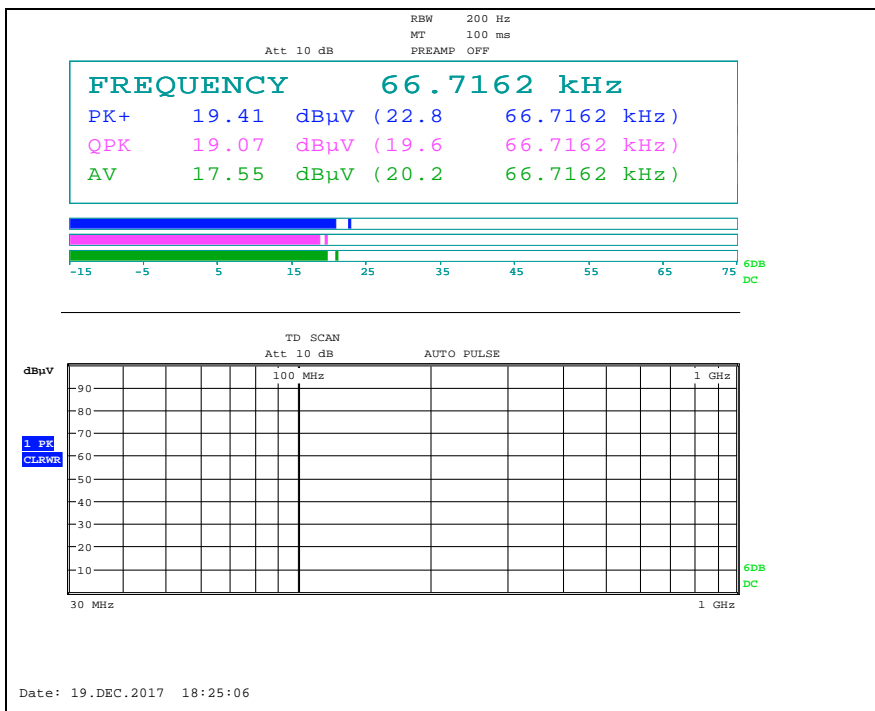 RBW 200 Hz
MT 100 ms
Att 10 dB PREAMP OFF
FREQUENCY 66.7162 kHz
PK+ 19.41 dBµV (22.8 66.7162 kHz)
QPK 19.07 dBµV (19.6 66.7162 kHz)
AV 17.55 dBµV (20.2 66.7162 kHz)
-15 -5 5 15 25 35 45 55 65 75
6DB
DC
TD SCAN
Att 10 dB AUTO PULSE
dBµV
100 MHz 1 GHz
90
80
70
1 PK
CLRWR
60
50
40
30
20
10
6DB
DC
30 MHz 1 GHz
Date: 19.DEC.2017 18:25:06